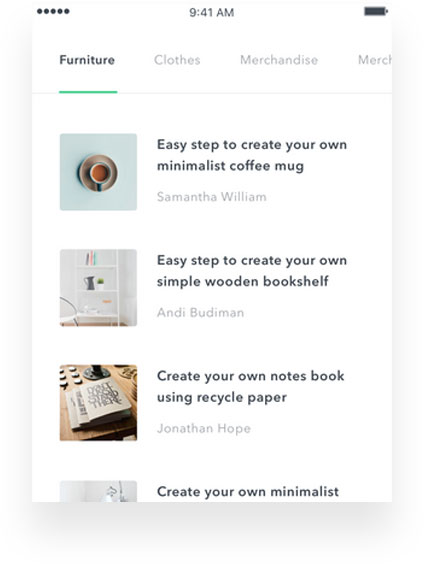 9:41 AM
Furniture Clothes Merchandise Merch
Easy step to create your own
minimalist coffee mug
Samantha William
Easy step to create your own
simple wooden bookshelf
Andi Budiman
Create your own notes book
using recycle paper
Jonathan Hope
Create your own minimalist